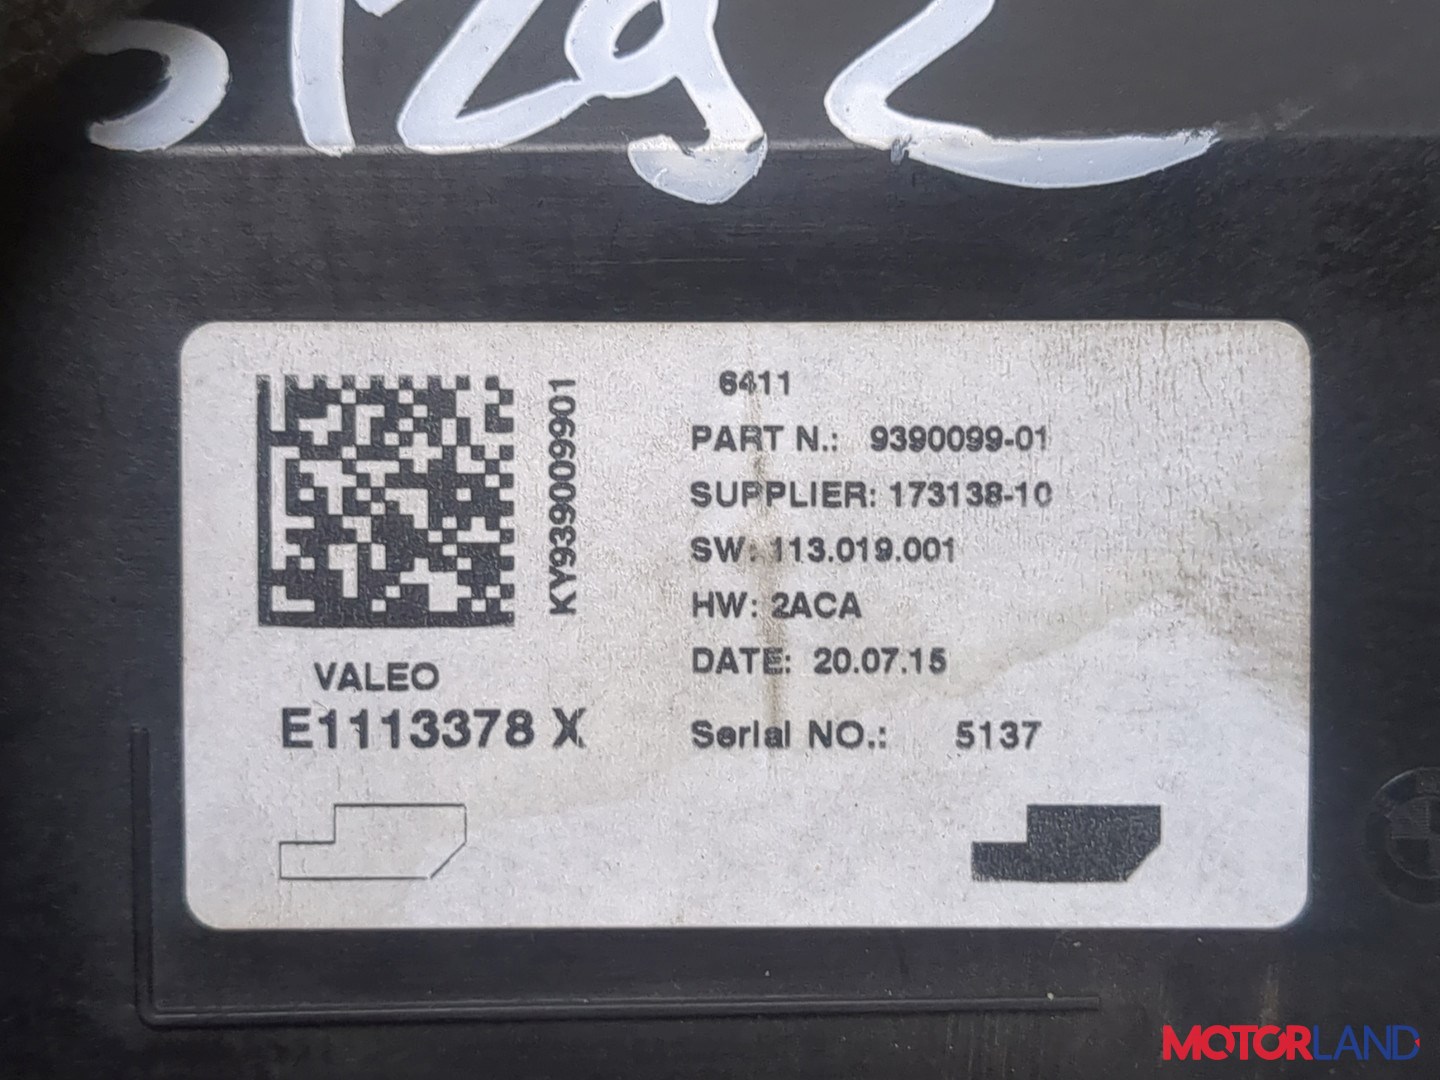 6411
PART N.: 9390099-01
SUPPLIER: 173138-10
SW: 113.019.001
HW: 2ACA
DATE: 20.07.15
Serial NO.: 5137
KY939009901
VALEO
E1113378 X
MOTORLAND